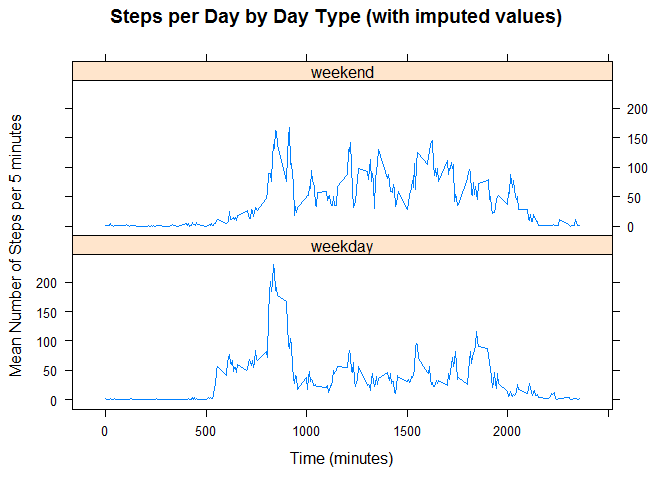 Steps per Day by Day Type (with imputed values)
weekend
200
150
100
50
0
Mean Number of Steps per 5 minutes
weekday
200
150
100
50
0
0 500 1000 1500 2000
Time (minutes)